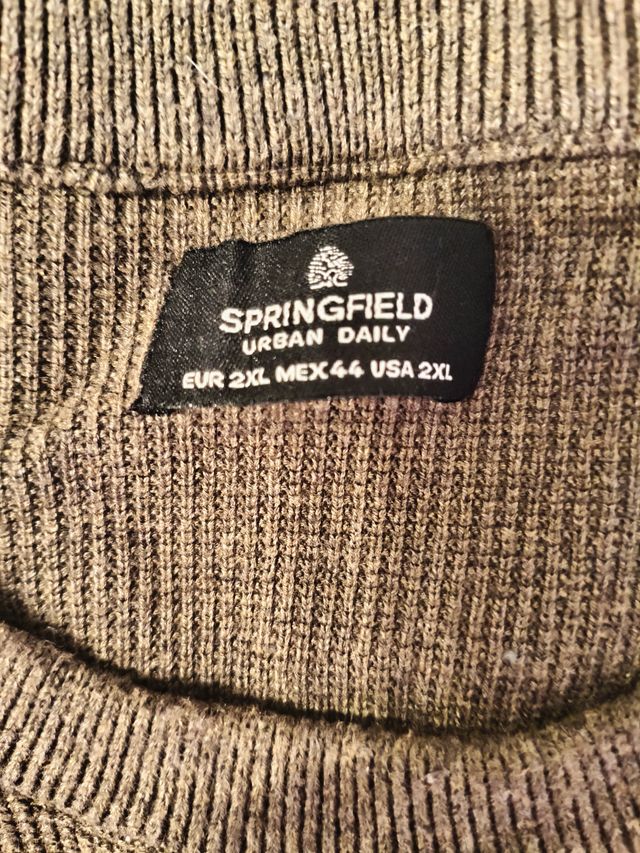 SPRINGFIELD
URBAN DAILY
EUR 2XL MEX 44 USA 2XL